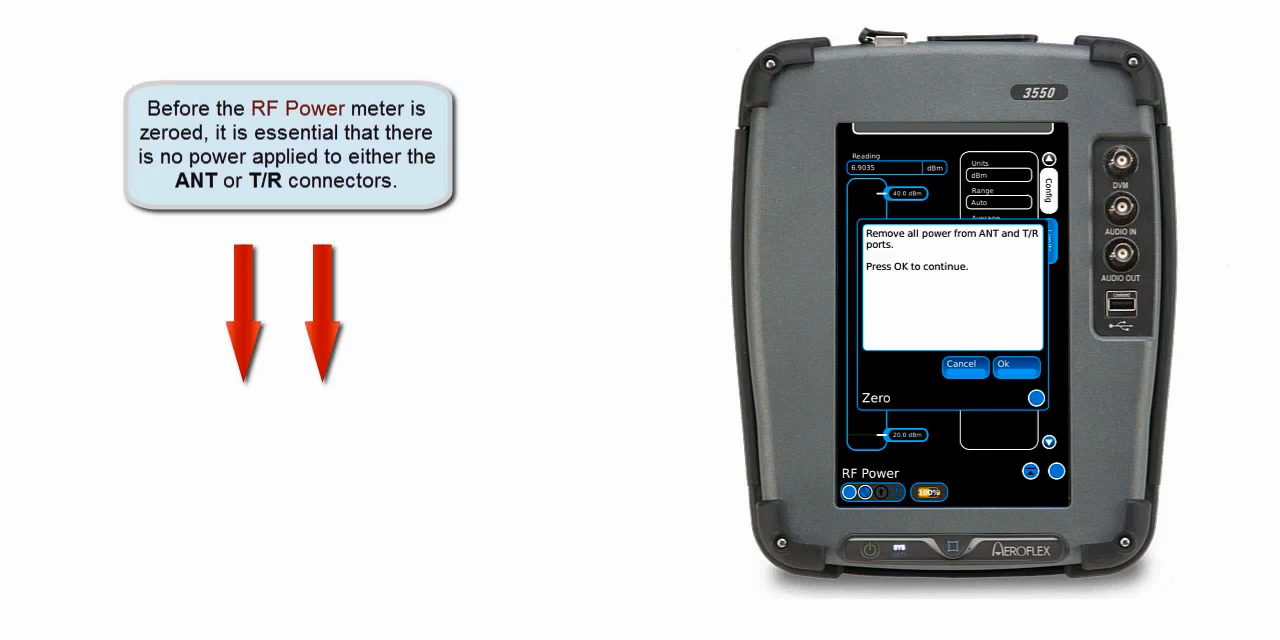 Before the RF Power meter is
zeroed, it is essential that there
is no power applied to either the
ANT or T/R connectors.
3550
Reading
6.9035 dBm
40.0 dBm
Units
dBm
Range
Auto
Average
Config
Remove all power from ANT and T/R
ports.
Press OK to continue.
Cancel Ok
Zero
20.0 dBm
RF Power
100%
DVM
AUDIO IN
AUDIO OUT
SYS
AEROFLEX